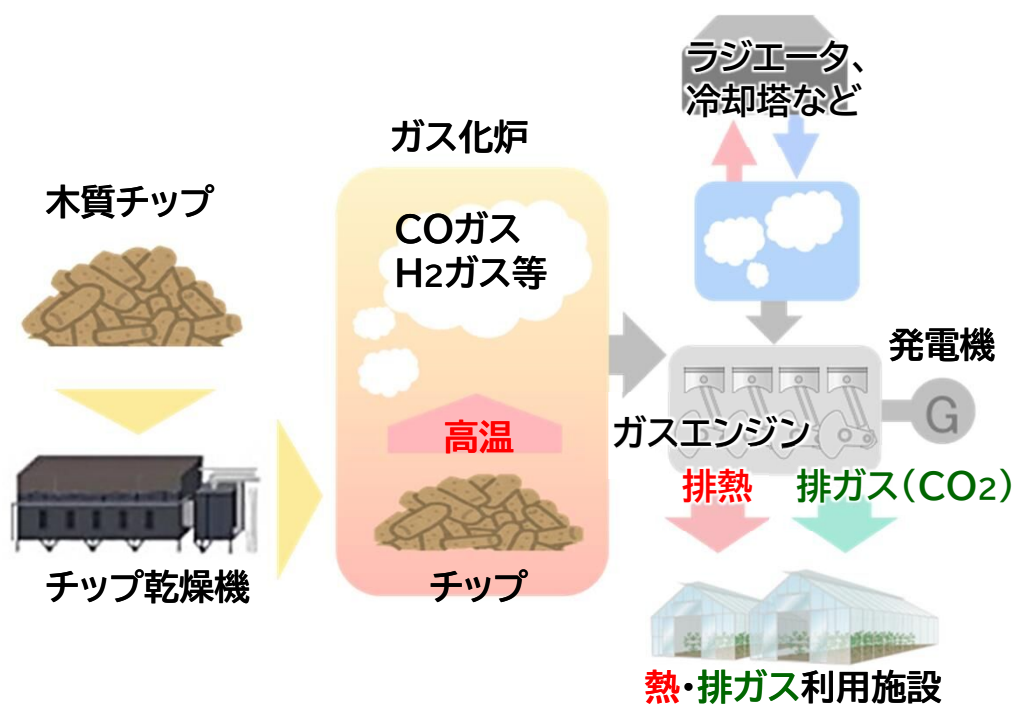 木質チップ
チップ乾燥機
ガス化炉
COガス
H2ガス等
高温
チップ
ラジエータ、
冷却塔など
発電機
G
ガスエンジン
排熱
排ガス(CO2)
熱・排ガス利用施設